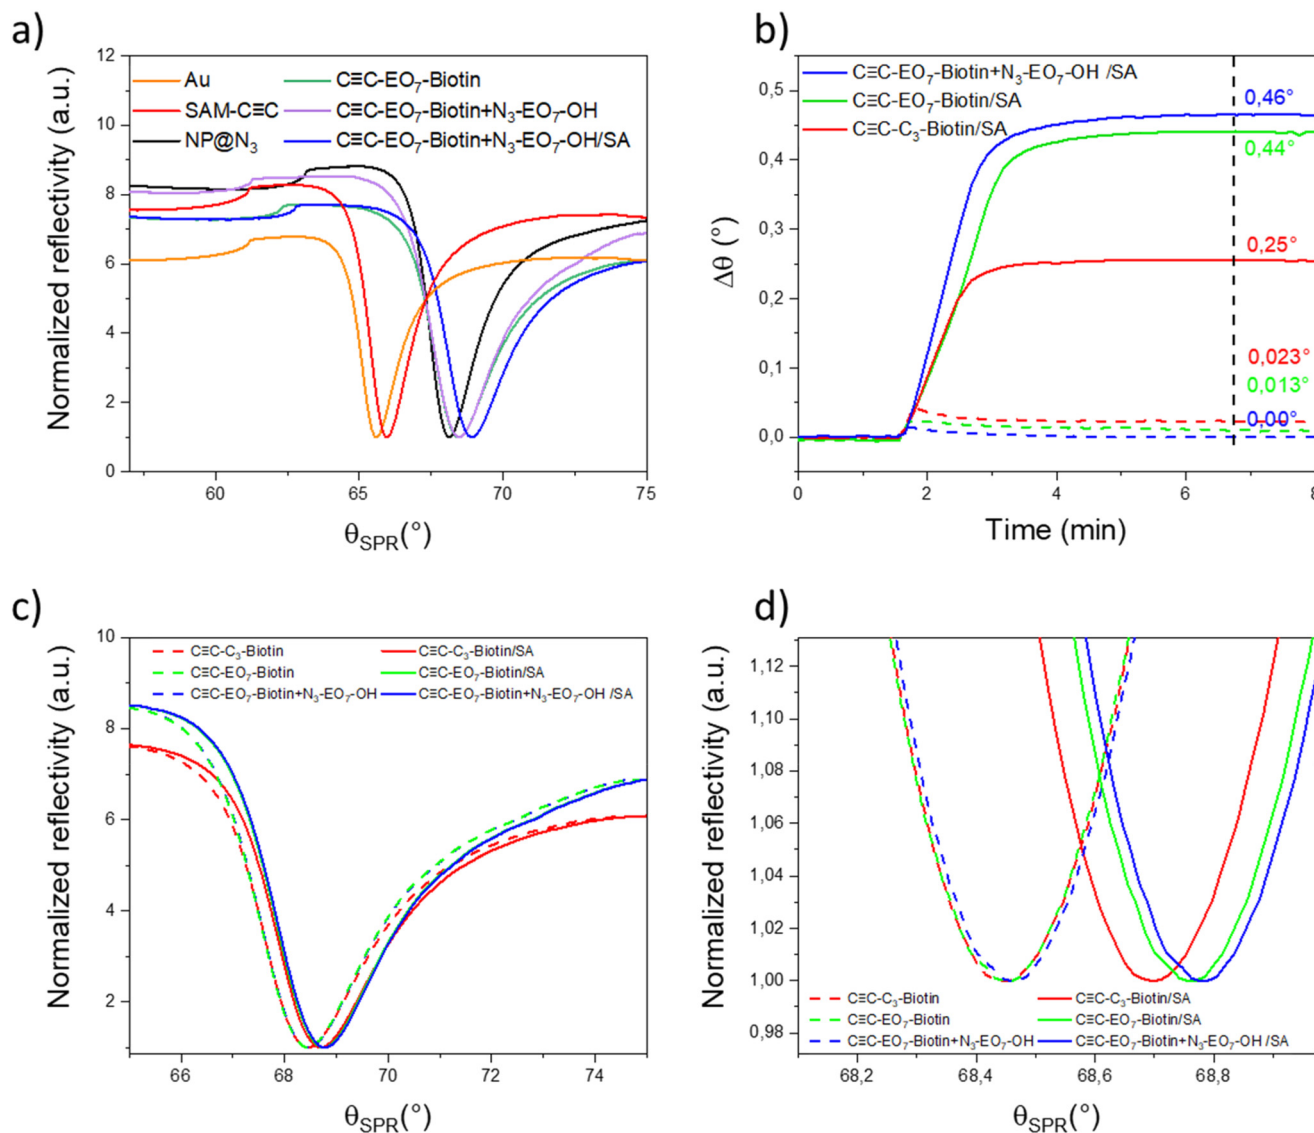 a)
Normalized reflectivity (a.u.)
12
10
8
6
4
2
0
Au
SAM-C≡C
NP@N₃
C≡C-EO₇-Biotin
C≡C-EO₇-Biotin+N₃-EO₇-OH
C≡C-EO₇-Biotin+N₃-EO₇-OH/SA
60 65 70 75
θSPR(°)
b)
Δθ (°)
0,5
0,4
0,3
0,2
0,1
0,0
C≡C-EO₇-Biotin+N₃-EO₇-OH /SA
C≡C-EO₇-Biotin/SA
C≡C-C₃-Biotin/SA
0,46°
0,44°
0,25°
0,023°
0,013°
0,00°
0 2 4 6 8
Time (min)
c)
Normalized reflectivity (a.u.)
10
8
6
4
2
C≡C-C₃-Biotin
C≡C-EO₇-Biotin
C≡C-EO₇-Biotin+N₃-EO₇-OH
C≡C-C₃-Biotin/SA
C≡C-EO₇-Biotin/SA
C≡C-EO₇-Biotin+N₃-EO₇-OH /SA
66 68 70 72 74
θSPR(°)
d)
Normalized reflectivity (a.u.)
1,12
1,10
1,08
1,06
1,04
1,02
1,00
0,98
C≡C-C₃-Biotin
C≡C-EO₇-Biotin
C≡C-EO₇-Biotin+N₃-EO₇-OH
C≡C-C₃-Biotin/SA
C≡C-EO₇-Biotin/SA
C≡C-EO₇-Biotin+N₃-EO₇-OH /SA
68,2 68,4 68,6 68,8
θSPR(°)